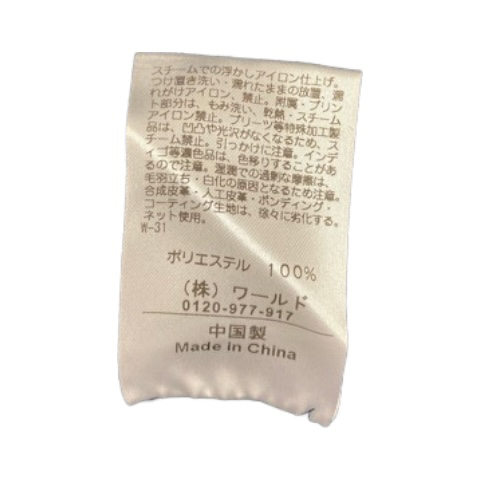 スチームでの浮かしアイロン仕上げ。
つけ置き洗い・濡れたままの放置、濡
れがけアイロン、禁止。附属・プリン
ト部分は、もみ洗い、乾燥・スチーム
アイロン禁止。プリーツ等特殊加工製
品は、凹凸や光沢がなくなるため、ス
チーム禁止。引っかけに注意。インデ
ィゴ等濃色品は、色移りすることがあ
るので注意。湿潤での過剰な摩擦は、
毛羽立ち・白化の原因となるため注意。
合成皮革・人工皮革・ボンディング・
コーティング生地は、徐々に劣化する。
ネット使用。
W-31
ポリエステル 100%
(株) ワールド
0120-977-917
中国製
Made in China